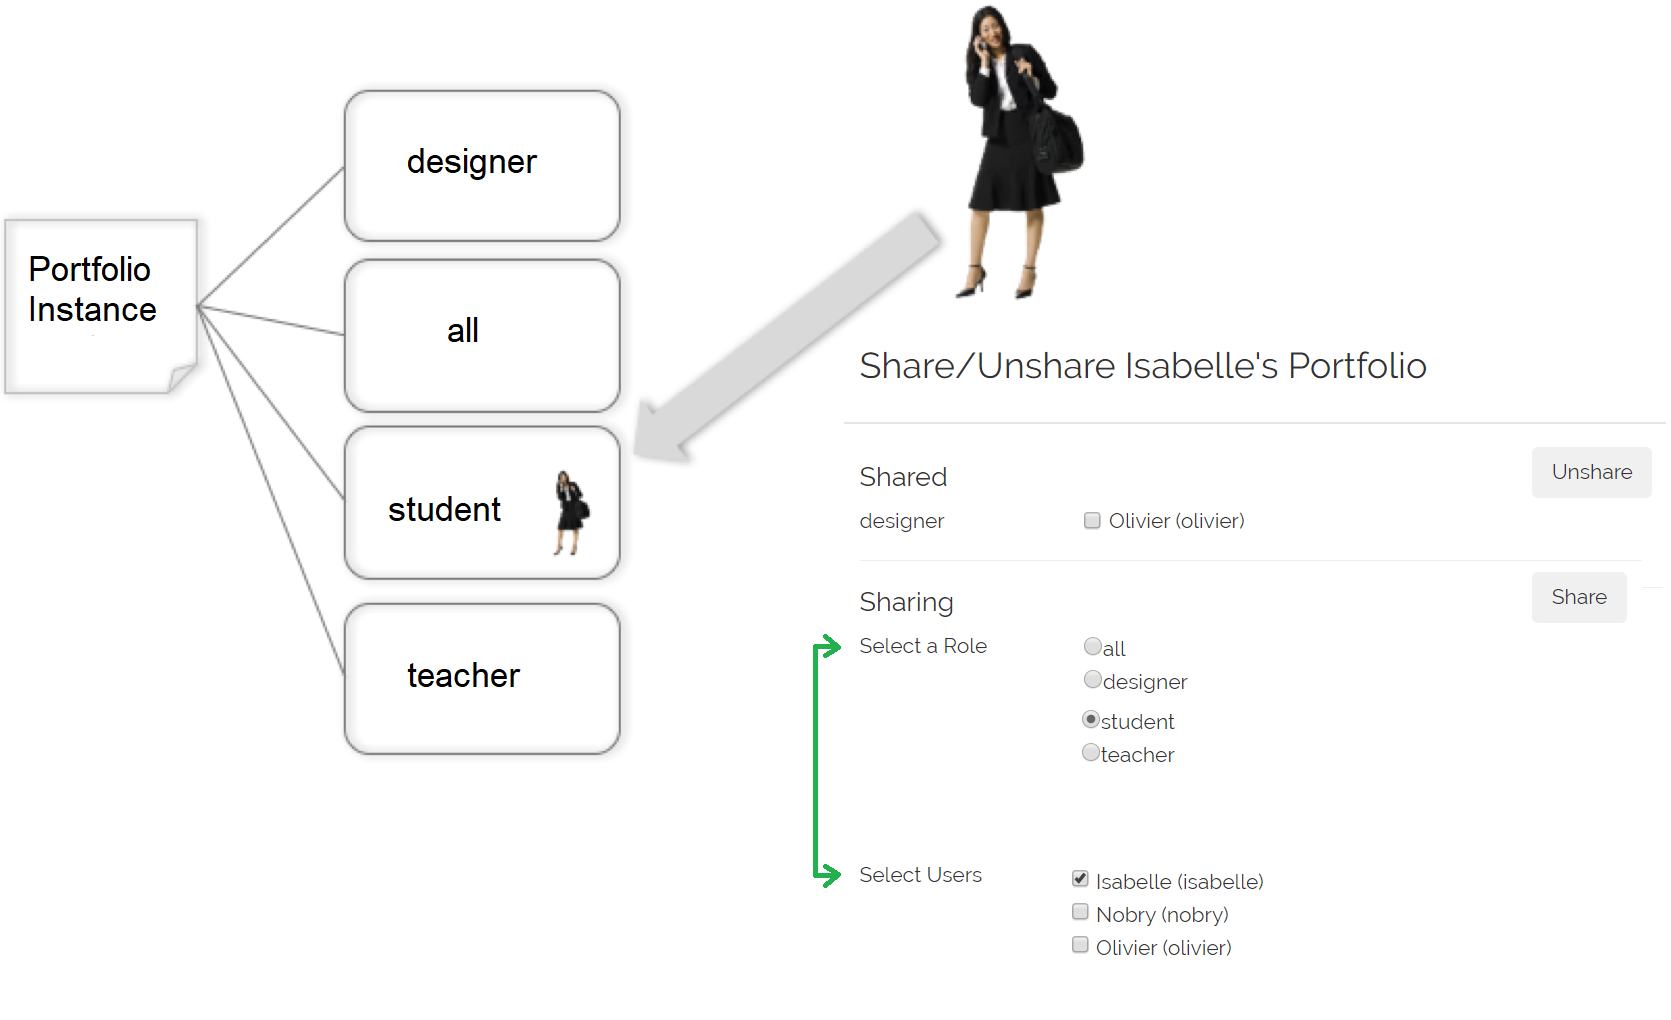 designer
Portfolio
Instance
all
student
teacher
Share/Unshare Isabelle's Portfolio
Shared
Unshare
designer
Olivier (olivier)
Sharing
Share
Select a Role
all
designer
student
teacher
Select Users
Isabelle (isabelle)
Nobry (nobry)
Olivier (olivier)